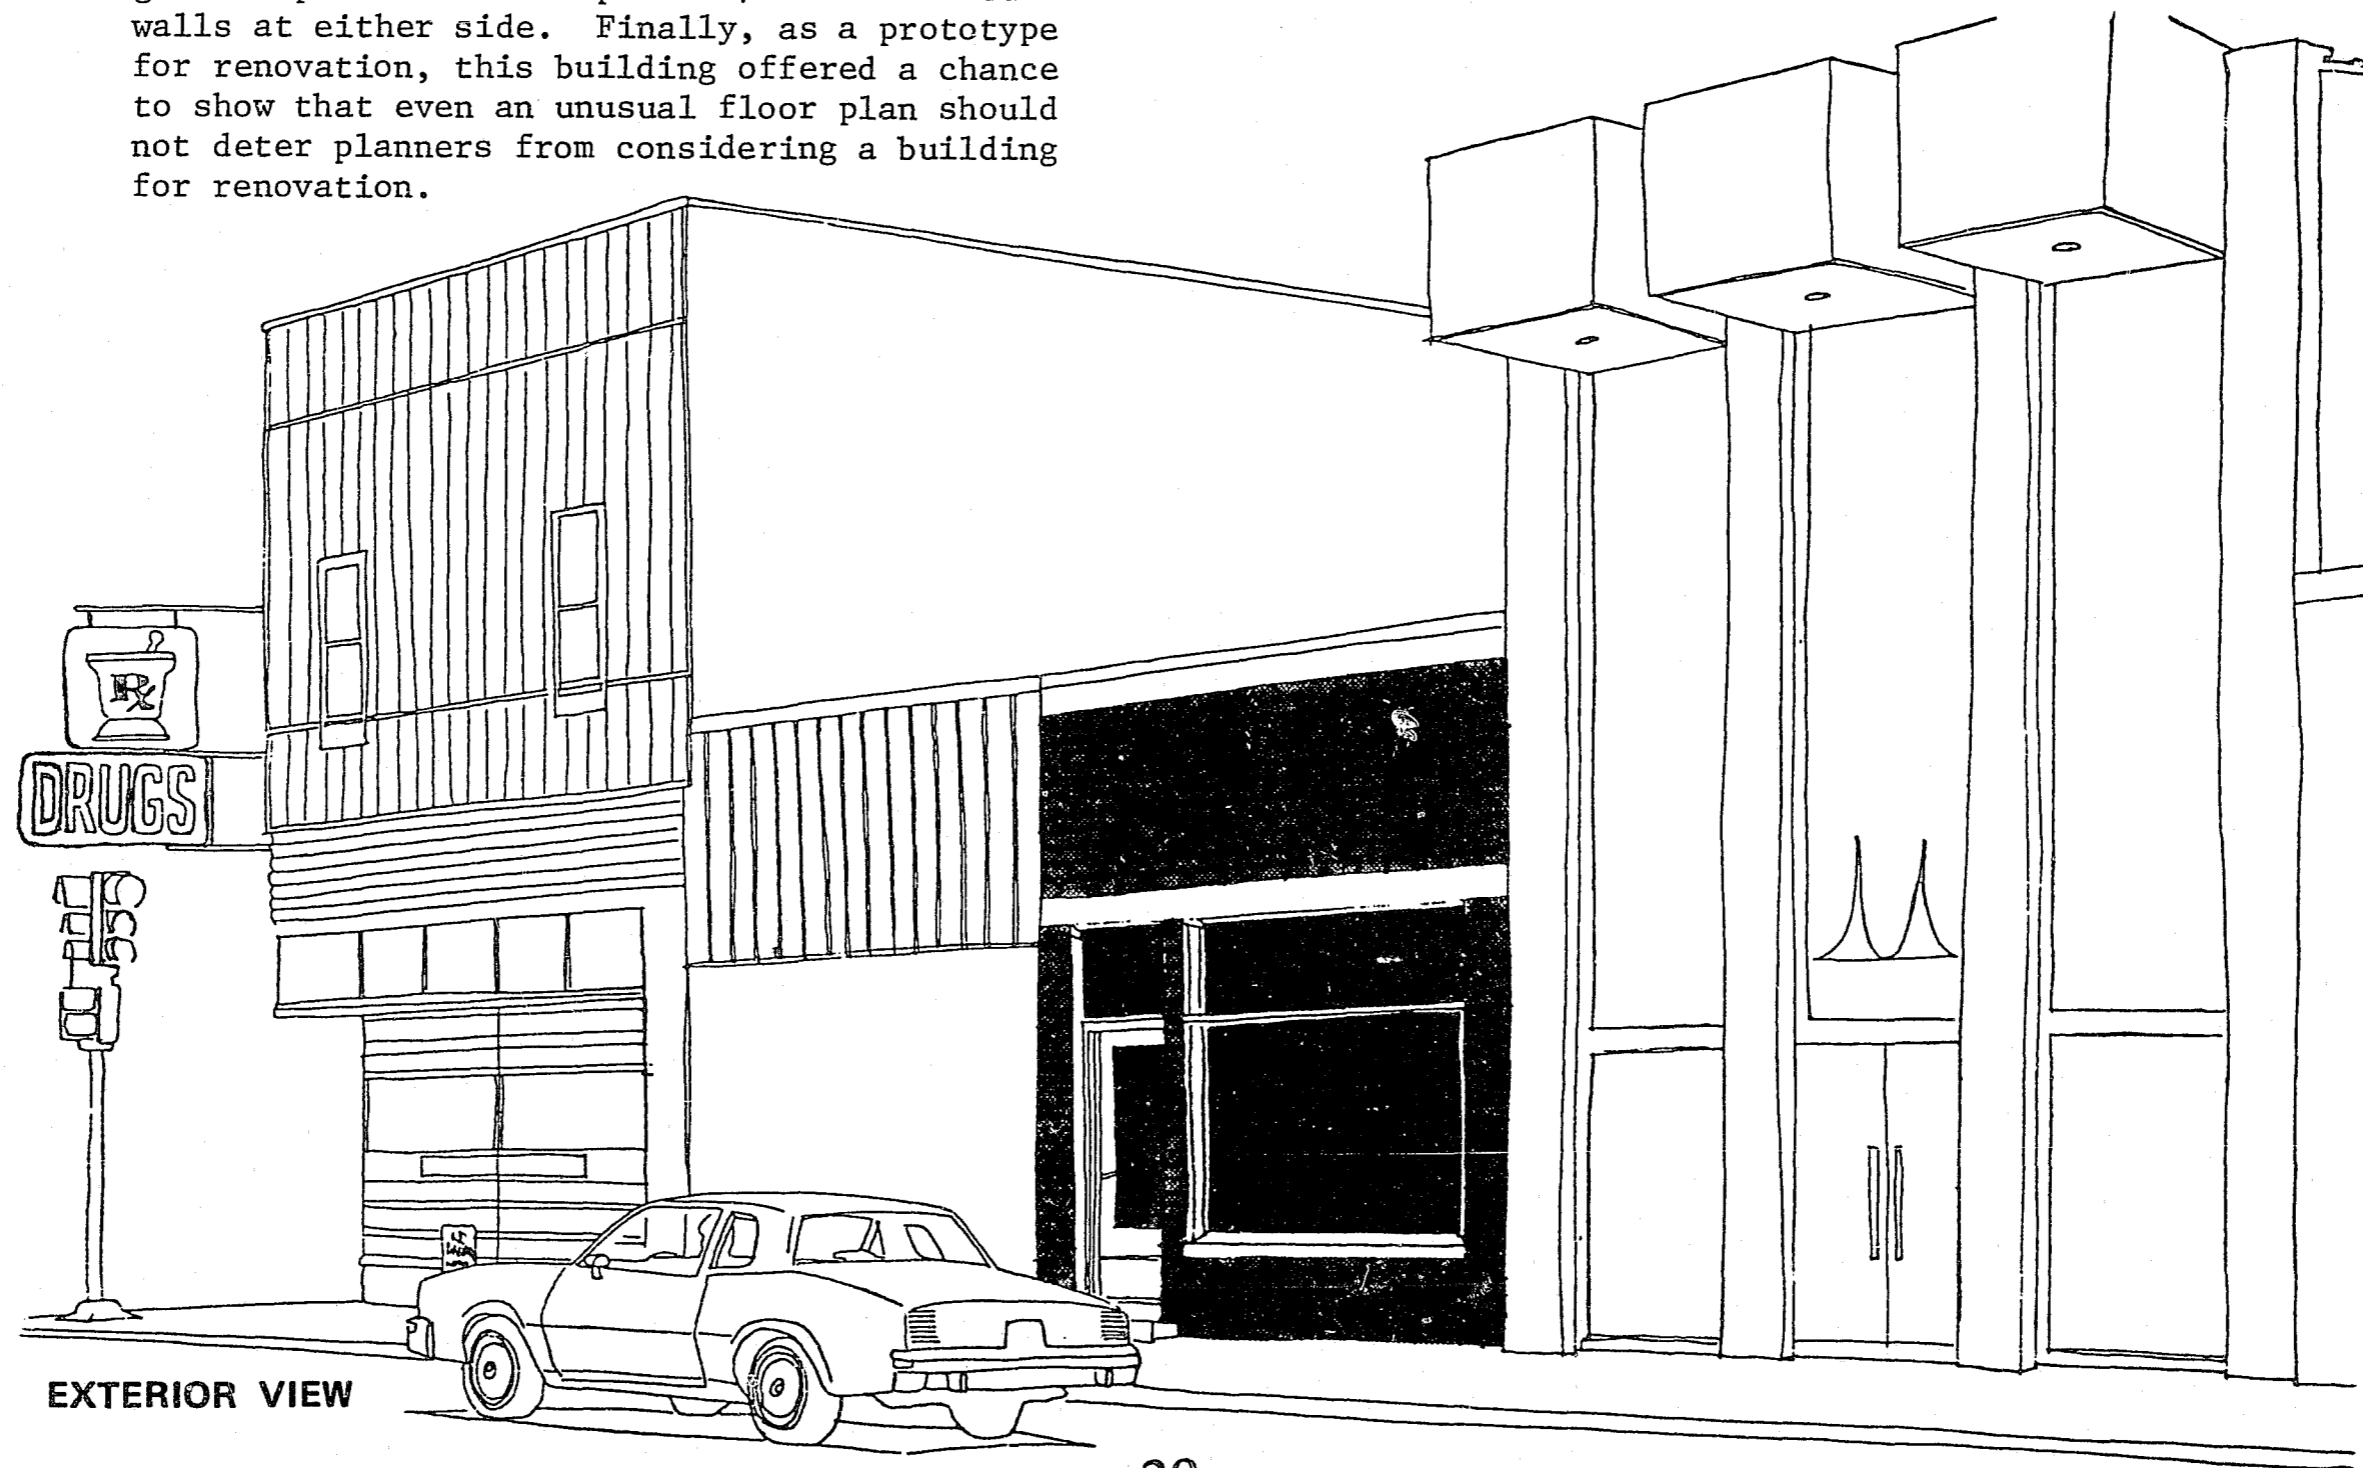 walls at either side.  Finally, as a prototype
for renovation, this building offered a chance
to show that even an unusual floor plan should
not deter planners from considering a building
for renovation.
Rx
DRUGS
EXTERIOR VIEW